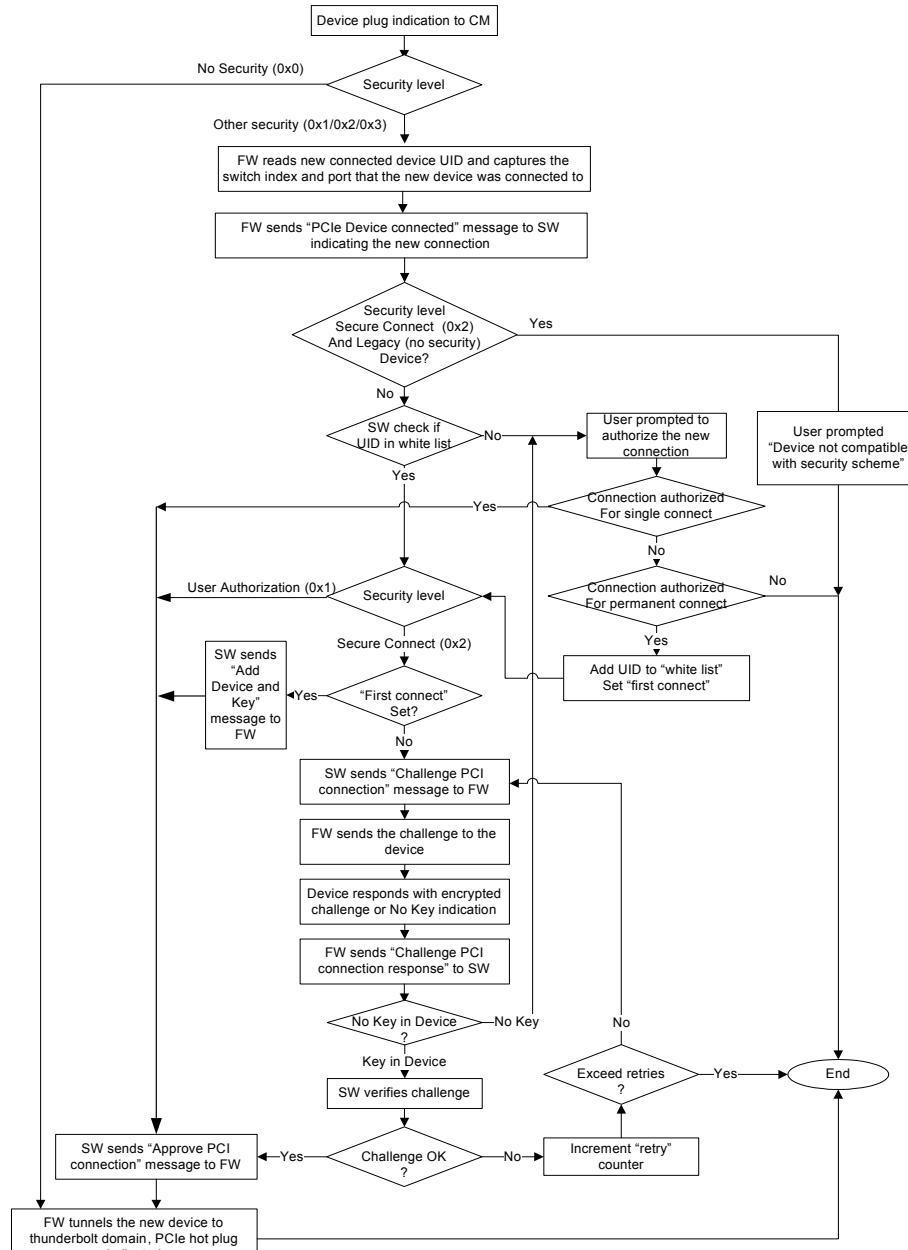 Device plug indication to CM
No Security (0x0)
Security level
Other security (0x1/0x2/0x3)
FW reads new connected device UID and captures the
switch index and port that the new device was connected to
FW sends “PCIe Device connected” message to SW
indicating the new connection
Security level
Secure Connect (0x2)
And Legacy (no security)
Device?
Yes
No
SW check if
UID in white list
No
User prompted to
authorize the new
connection
User prompted
“Device not compatible
with security scheme”
Yes
Connection authorized
For single connect
Yes
No
User Authorization (0x1)
Security level
Connection authorized
For permanent connect
No
Yes
Secure Connect (0x2)
Add UID to “white list”
Set “first connect”
SW sends
“Add
Device and
Key”
message to
FW
Yes
“First connect”
Set?
No
SW sends “Challenge PCI
connection” message to FW
FW sends the challenge to the
device
Device responds with encrypted
challenge or No Key indication
FW sends “Challenge PCI
connection response” to SW
No Key in Device
?
No Key
No
Key in Device
Exceed retries
?
Yes
End
SW verifies challenge
SW sends “Approve PCI
connection” message to FW
Yes
Challenge OK
?
No
Increment “retry”
counter
FW tunnels the new device to
thunderbolt domain, PCIe hot plug